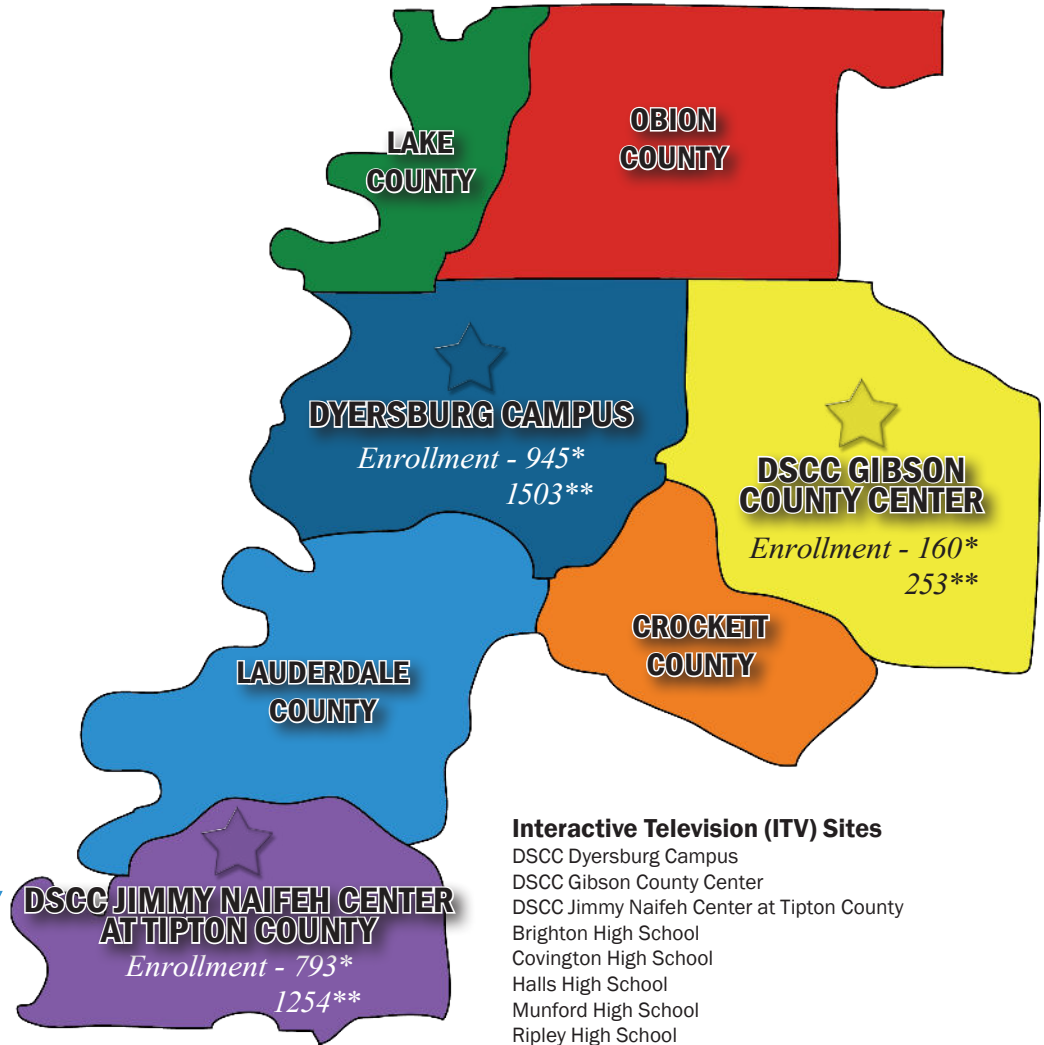 LAKE
COUNTY
OBION
COUNTY
DYERSBURG CAMPUS
Enrollment - 945*
1503**
DSCC GIBSON
COUNTY CENTER
Enrollment - 160*
253**
CROCKETT
COUNTY
LAUDERDALE
COUNTY
DSCC JIMMY NAIFEH CENTER
AT TIPTON COUNTY
Enrollment - 793*
1254**
Interactive Television (ITV) Sites
DSCC Dyersburg Campus
DSCC Gibson County Center
DSCC Jimmy Naifeh Center at Tipton County
Brighton High School
Covington High School
Halls High School
Munford High School
Ripley High School